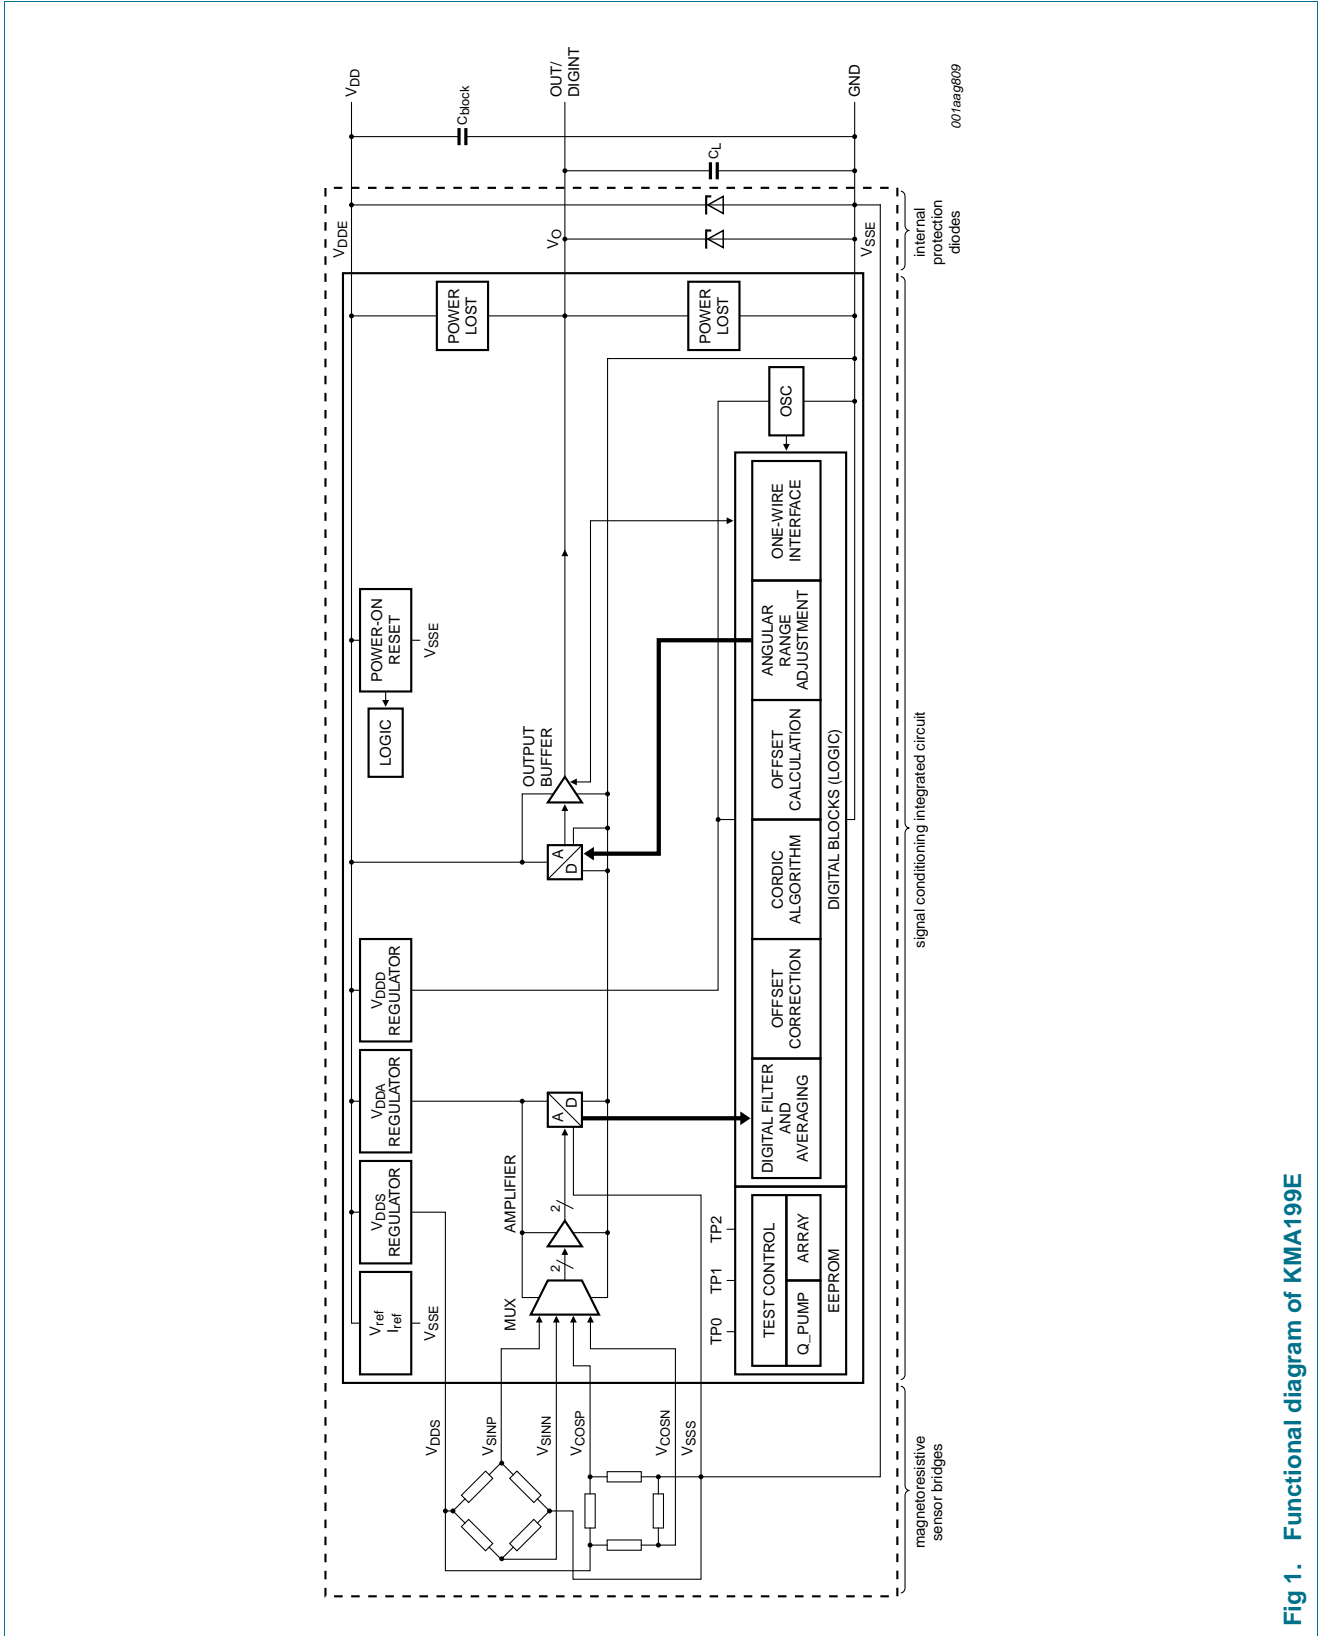 magnetoresistive
sensor bridges
signal conditioning integrated circuit
internal
protection
diodes
001aag809
VDDS
VSINP
VSINN
VCOSP
VCOSN
VSSS
Vref
Iref
VSSE
VDDS
REGULATOR
VDDA
REGULATOR
VDDD
REGULATOR
LOGIC
POWER-ON
RESET
VSSE
VDDE
VDD
Cblock
MUX
2
AMPLIFIER
2
A
D
D
A
OUTPUT
BUFFER
POWER
LOST
POWER
LOST
VO
OUT/
DIGINT
CL
VSSE
GND
TP0
TP1
TP2
TEST CONTROL
Q_PUMP
ARRAY
EEPROM
DIGITAL FILTER
AND
AVERAGING
OFFSET
CORRECTION
CORDIC
ALGORITHM
OFFSET
CALCULATION
ANGULAR
RANGE
ADJUSTMENT
ONE-WIRE
INTERFACE
DIGITAL BLOCKS (LOGIC)
OSC
Fig 1. Functional diagram of KMA199E